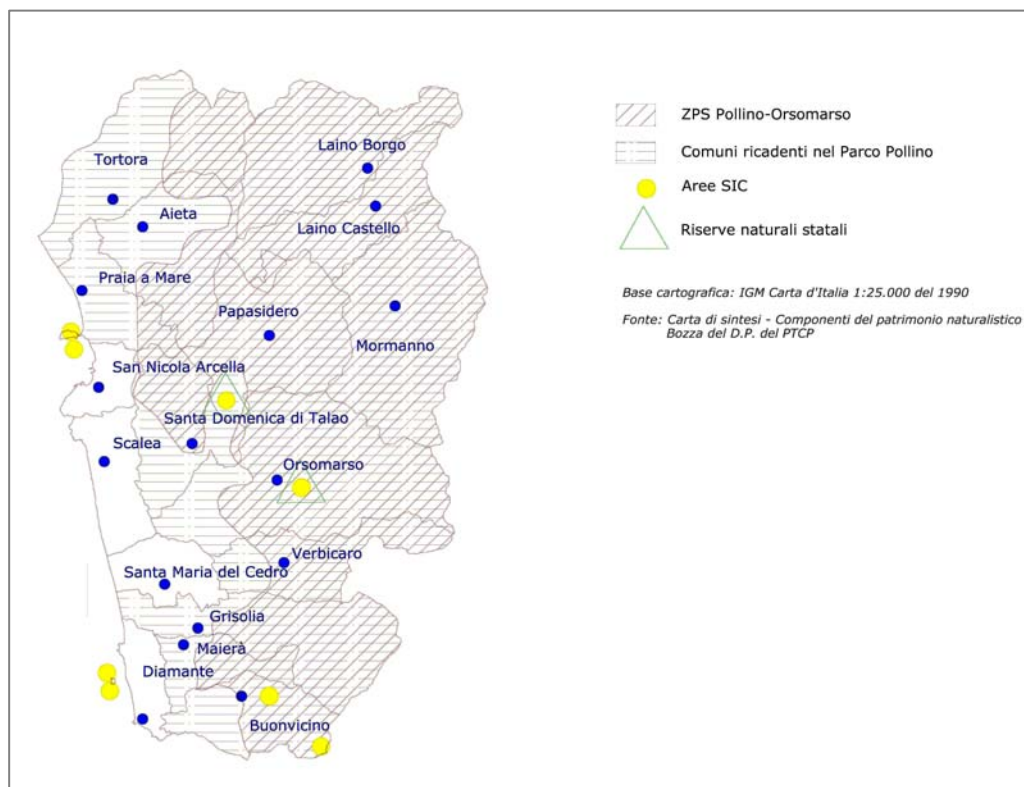 Laino Borgo
Tortora
Aieta
Laino Castello
Praia a Mare
Papasidero
Mormanno
San Nicola Arcella
Santa Domenica di Talao
Scalea
Orsomarso
Verbicaro
Santa Maria del Cedro
Grisolia
Maierà
Diamante
Buonvicino
ZPS Pollino-Orsomarso
Comuni ricadenti nel Parco Pollino
Aree SIC
Riserve naturali statali
Base cartografica: IGM Carta d'Italia 1:25.000 del 1990
Fonte: Carta di sintesi - Componenti del patrimonio naturalistico
Bozza del D.P. del PTCP